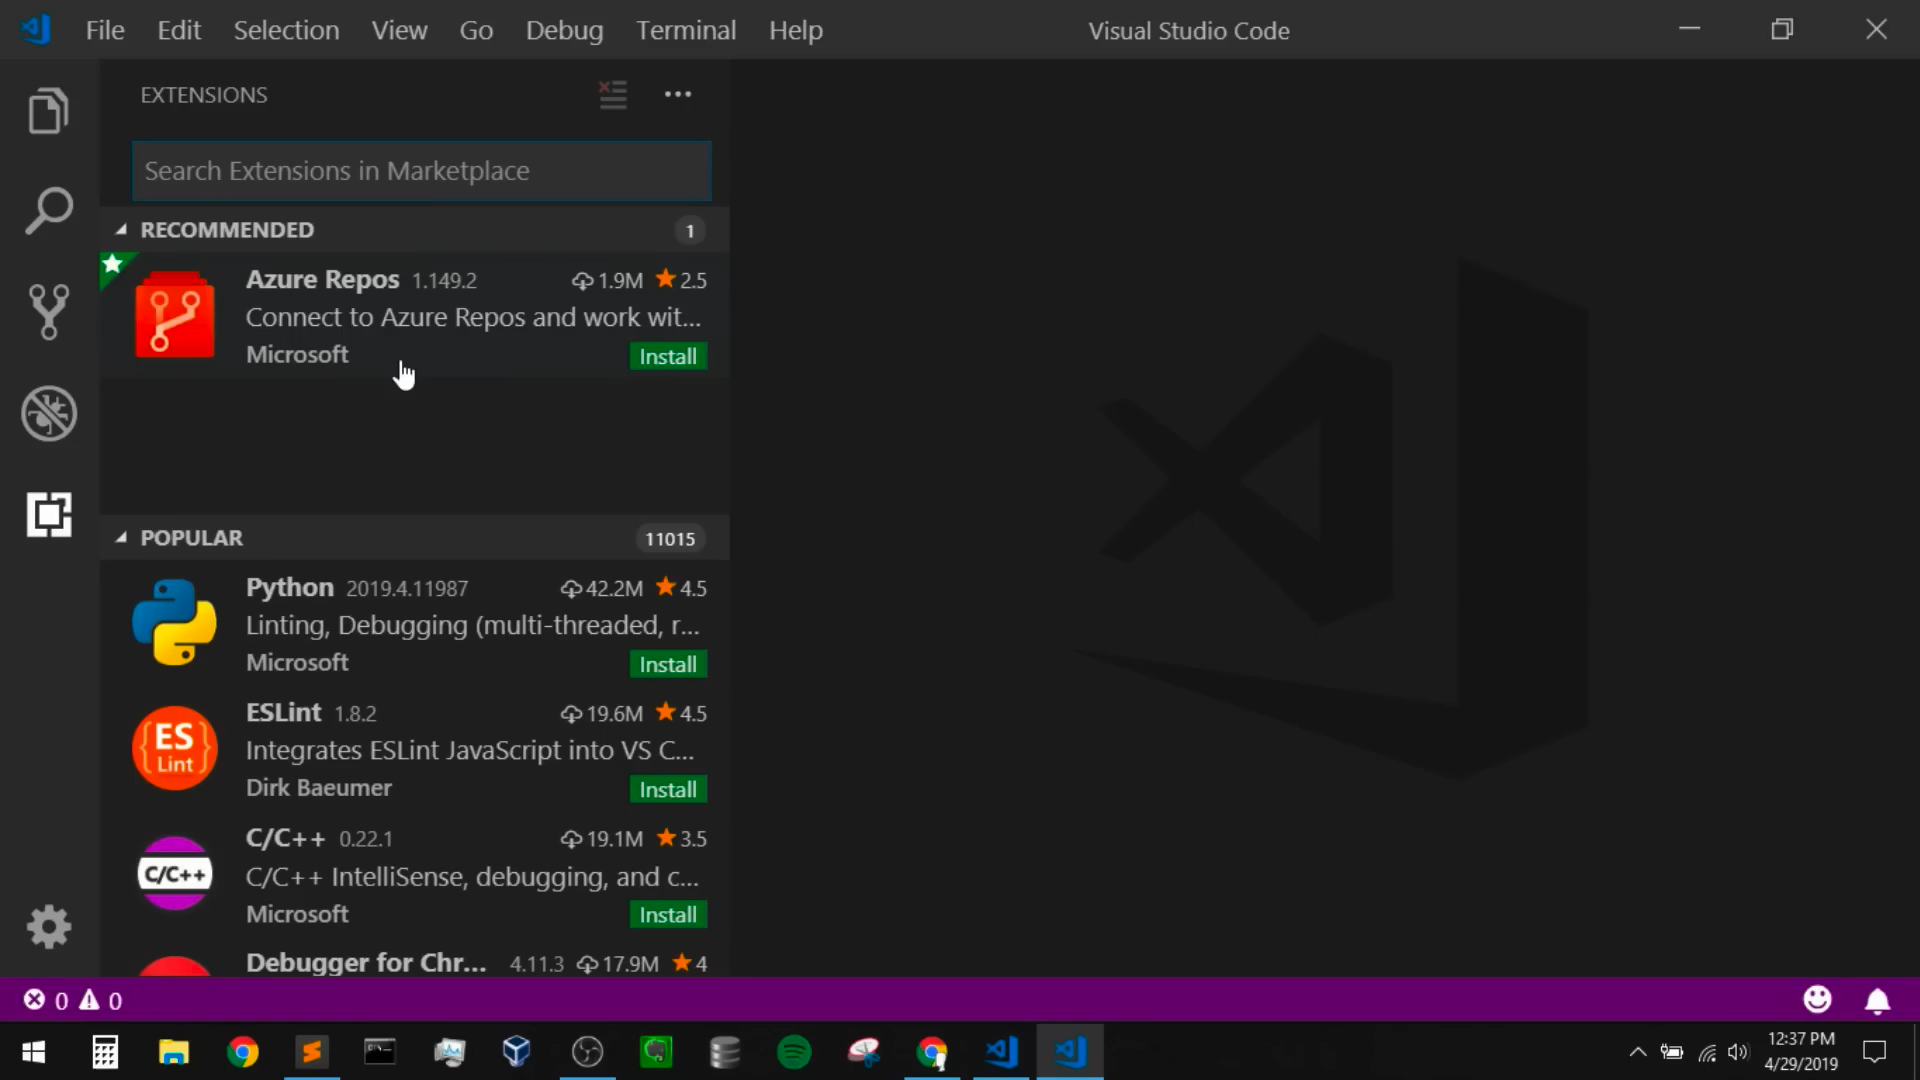 File Edit Selection View Go Debug Terminal Help Visual Studio Code
EXTENSIONS
Search Extensions in Marketplace
RECOMMENDED 1
Azure Repos 1.149.2 1.9M 2.5
Connect to Azure Repos and work wit...
Microsoft Install
POPULAR 11015
Python 2019.4.11987 42.2M 4.5
Linting, Debugging (multi-threaded, r...
Microsoft Install
ES
Lint
ESLint 1.8.2 19.6M 4.5
Integrates ESLint JavaScript into VS C...
Dirk Baeumer Install
C/C++
C/C++ 0.22.1 19.1M 3.5
C/C++ IntelliSense, debugging, and c...
Microsoft Install
Debugger for Chr... 4.11.3 17.9M 4
0 0
12:37 PM
4/29/2019